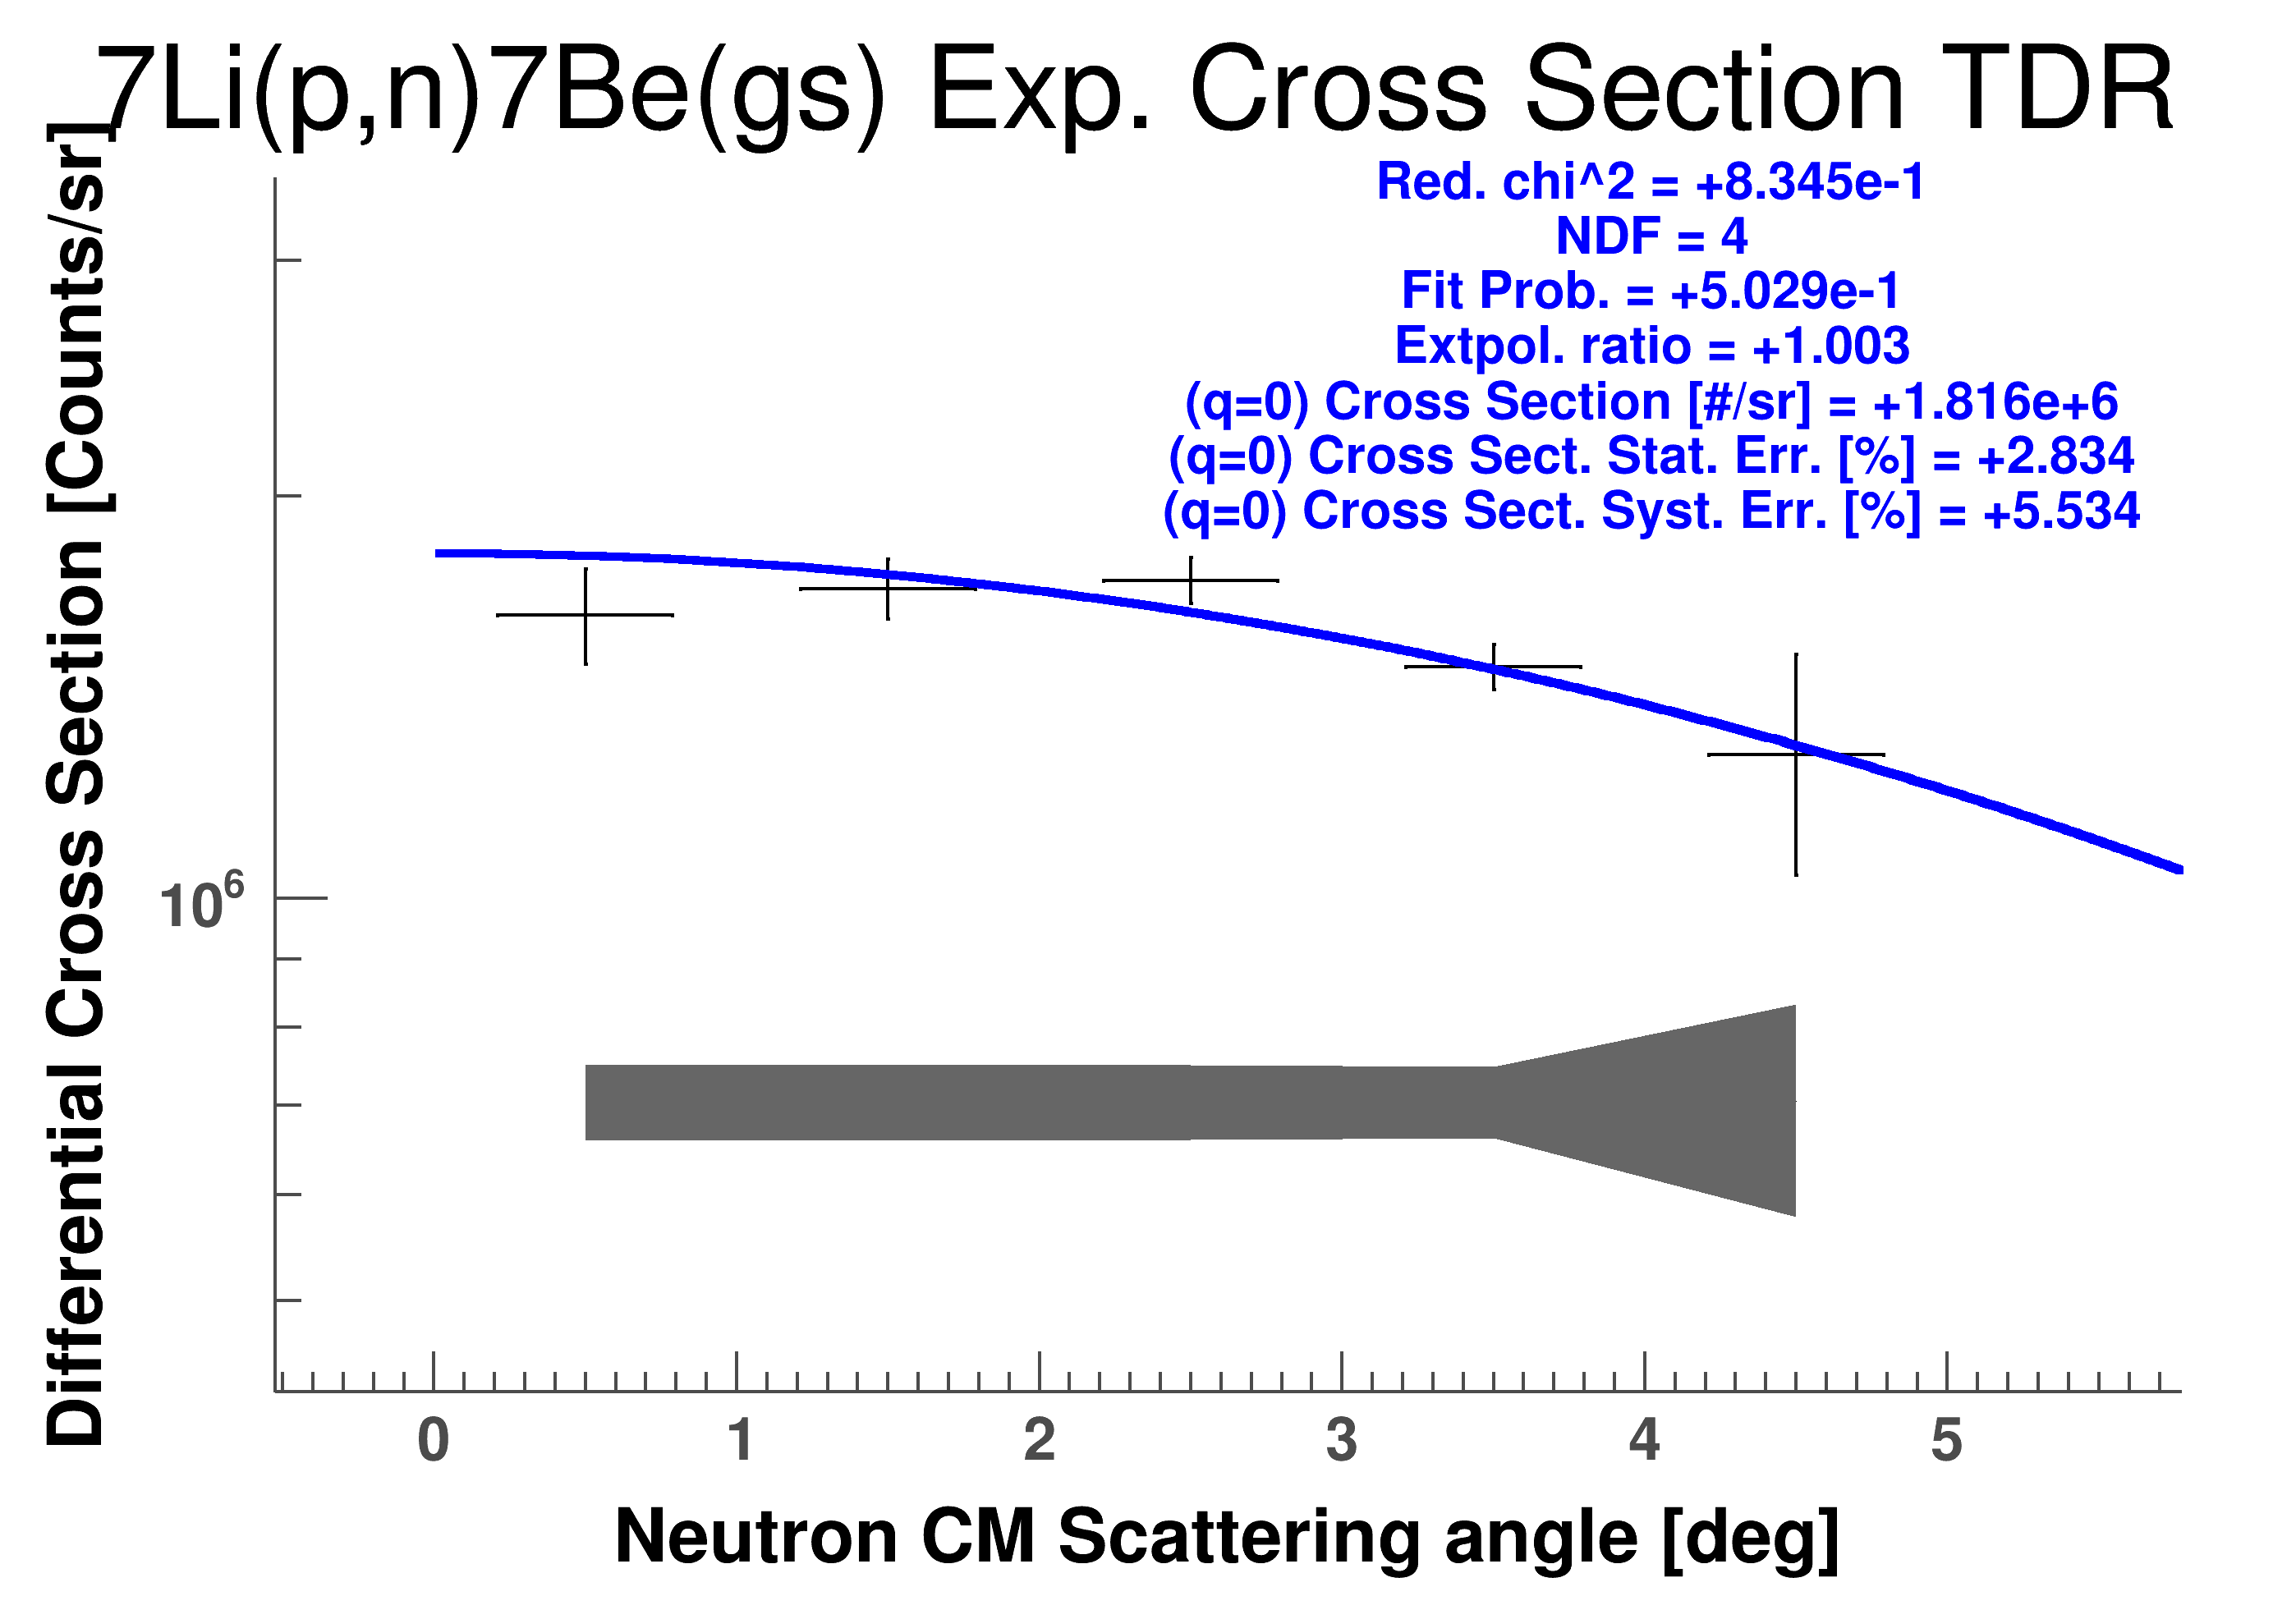 7Li(p,n)7Be(gs) Exp. Cross Section TDR
Red. chi^2 = +8.345e-1
NDF = 4
Fit Prob. = +5.029e-1
Extpol. ratio = +1.003
(q=0) Cross Section [#/sr] = +1.816e+6
(q=0) Cross Sect. Stat. Err. [%] = +2.834
(q=0) Cross Sect. Syst. Err. [%] = +5.534
Differential Cross Section [Counts/sr]
10^6
0 1 2 3 4 5
Neutron CM Scattering angle [deg]